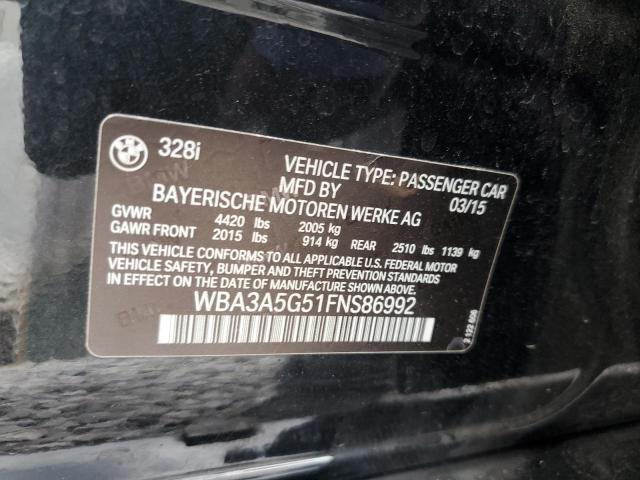 BMW 328i
VEHICLE TYPE: PASSENGER CAR
MFD BY 03/15
BAYERISCHE MOTOREN WERKE AG
GVWR 4420 lbs 2005 kg
GAWR FRONT 2015 lbs 914 kg REAR 2510 lbs 1139 kg
THIS VEHICLE CONFORMS TO ALL APPLICABLE U.S. FEDERAL MOTOR
VEHICLE SAFETY, BUMPER AND THEFT PREVENTION STANDARDS
IN EFFECT ON THE DATE OF MANUFACTURE SHOWN ABOVE.
WBA3A5G51FNS86992